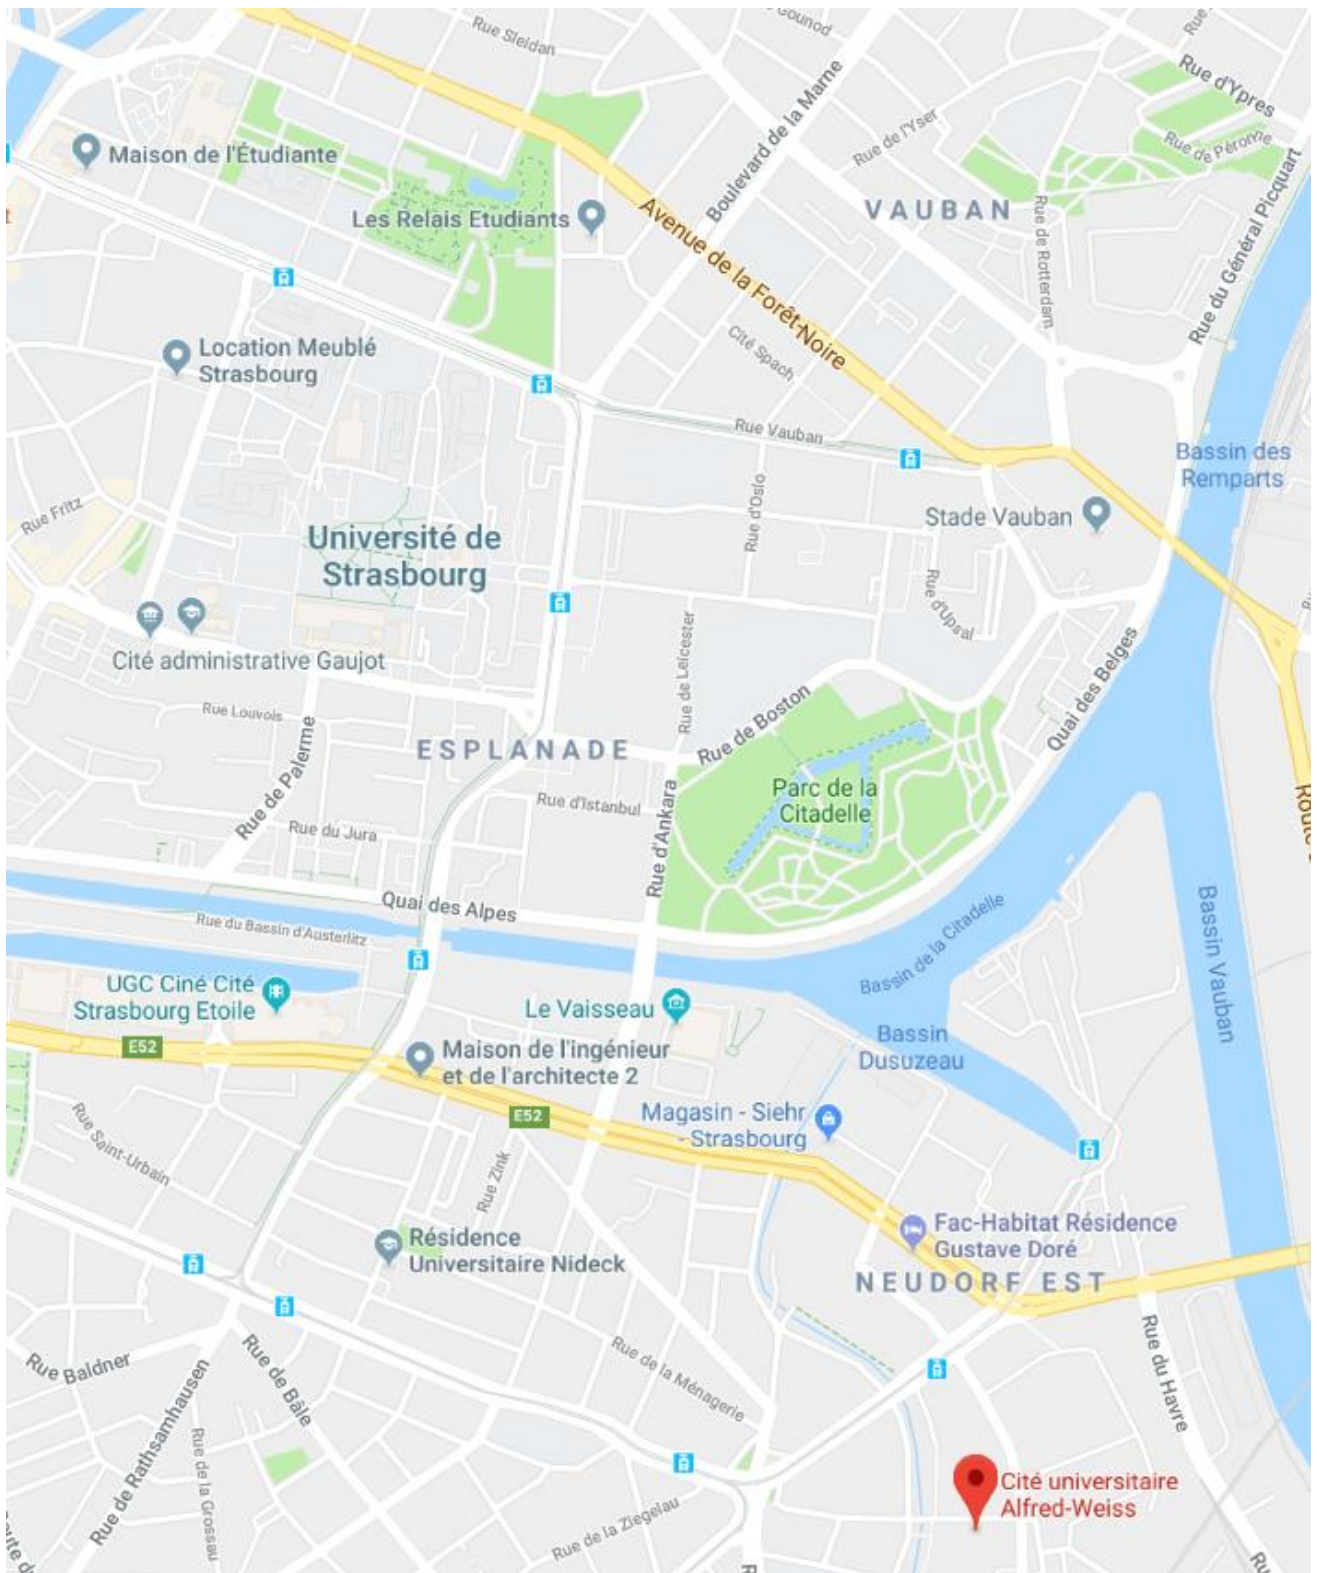 Rue Sleidan
Gounod
Rue
Boulevard de la Marne
Rue d'Ypres
Rue de l'Yser
Rue de Péronne
Maison de l'Étudiante
Les Relais Etudiants
VAUBAN
Avenue de la Forêt-Noire
Rue de Rotterdam
Rue du Général Picquart
t
Location Meublé
Strasbourg
Cité Spach
Rue Vauban
Bassin des
Remparts
Rue Fritz
Rue d'Oslo
Stade Vauban
Université de
Strasbourg
Rue d'Upsal
Cité administrative Gaujot
Rue de Leicester
Quai des Belges
Rue Louvois
Rue de Palerme
ESPLANADE
Rue de Boston
Parc de la
Citadelle
Rue d'Istanbul
Rue du Jura
Rue d'Ankara
Quai des Alpes
Rue du Bassin d'Austerlitz
Bassin de la Citadelle
Bassin Vauban
UGC Ciné Cité
Strasbourg Etoile
Le Vaisseau
Bassin
Dusuzeau
E52
Maison de l'ingénieur
et de l'architecte 2
E52
Magasin - Siehr
- Strasbourg
Rue Saint-Urbain
Rue Zink
Résidence
Universitaire Nideck
Fac-Habitat Résidence
Gustave Doré
NEUDORF EST
Rue Baldner
Rue de Bâle
Rue de la Ménagerie
Rue du Havre
Rue de Rathsamhausen
Rue de la Grossau
Cité universitaire
Alfred-Weiss
Rue de la Ziegelau
Ru